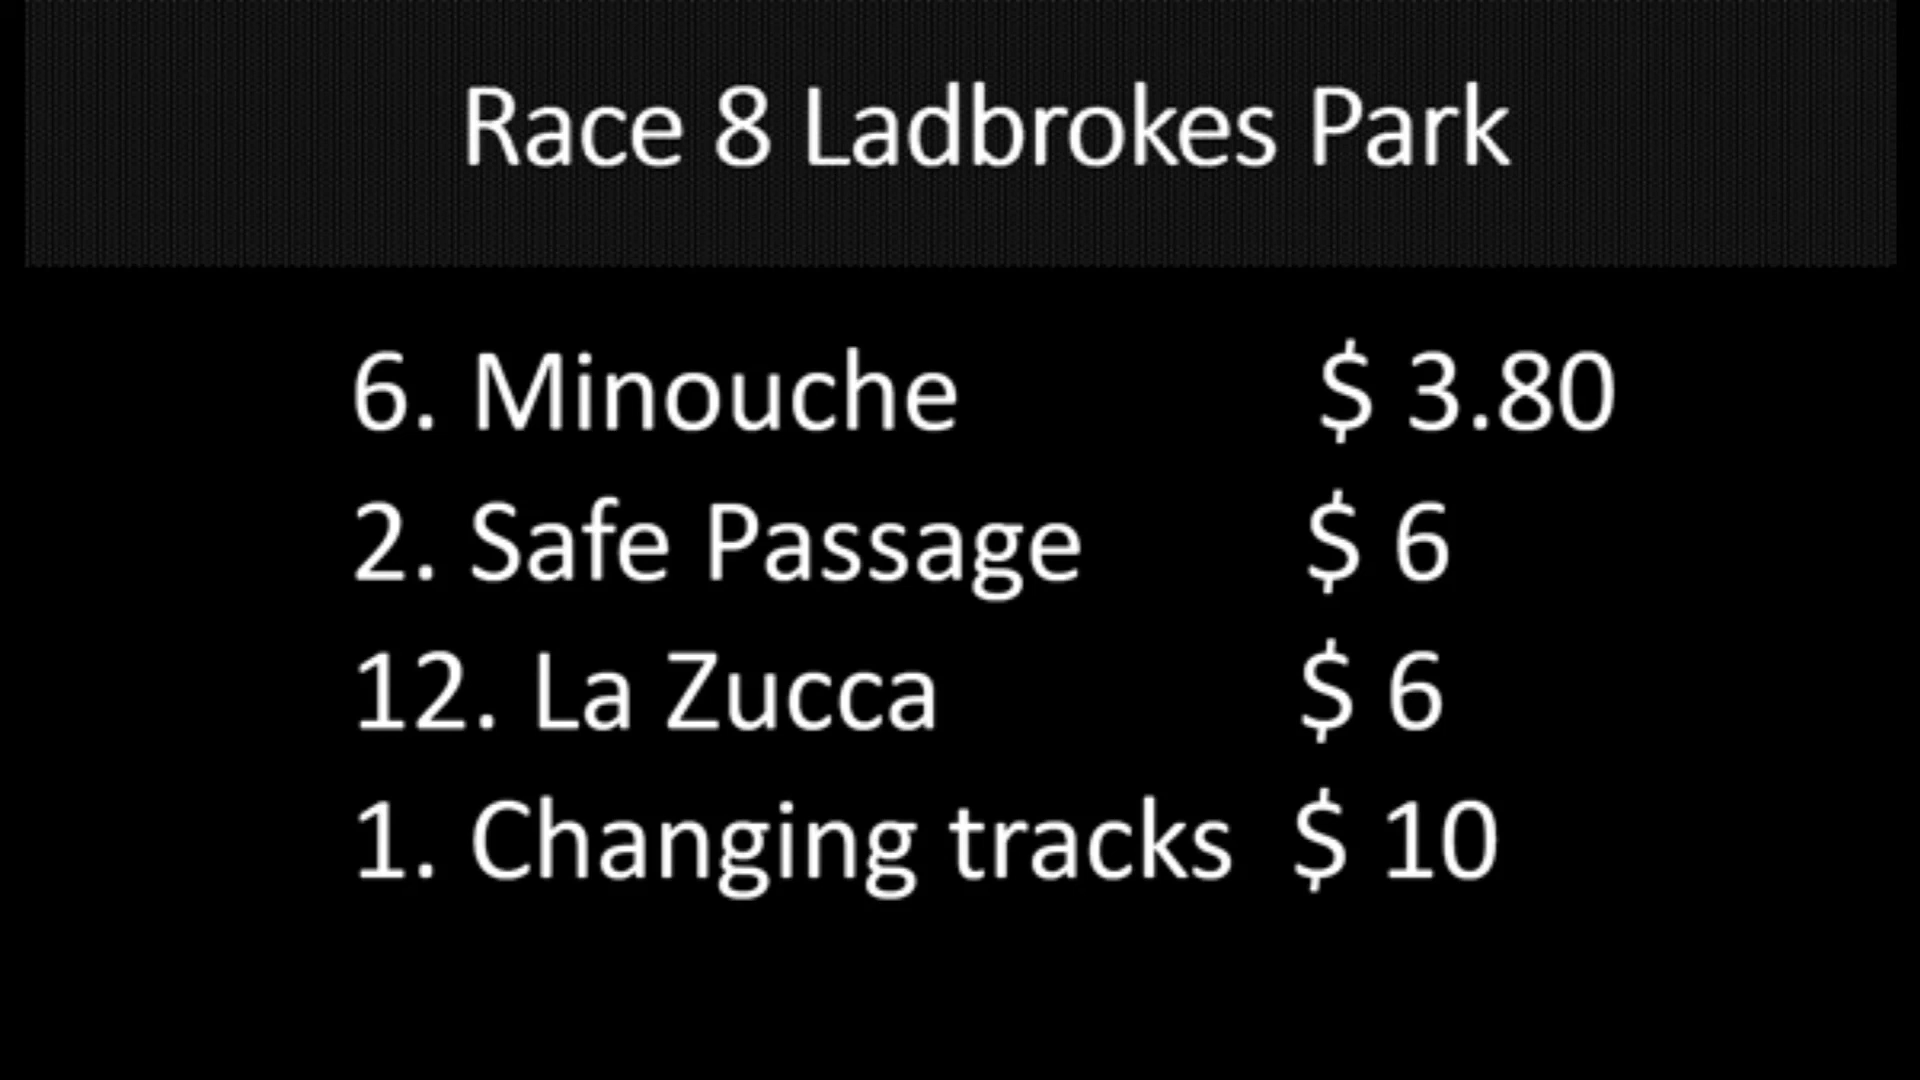 Race 8 Ladbrokes Park
6. Minouche $ 3.80
2. Safe Passage $ 6
12. La Zucca $ 6
1. Changing tracks $ 10